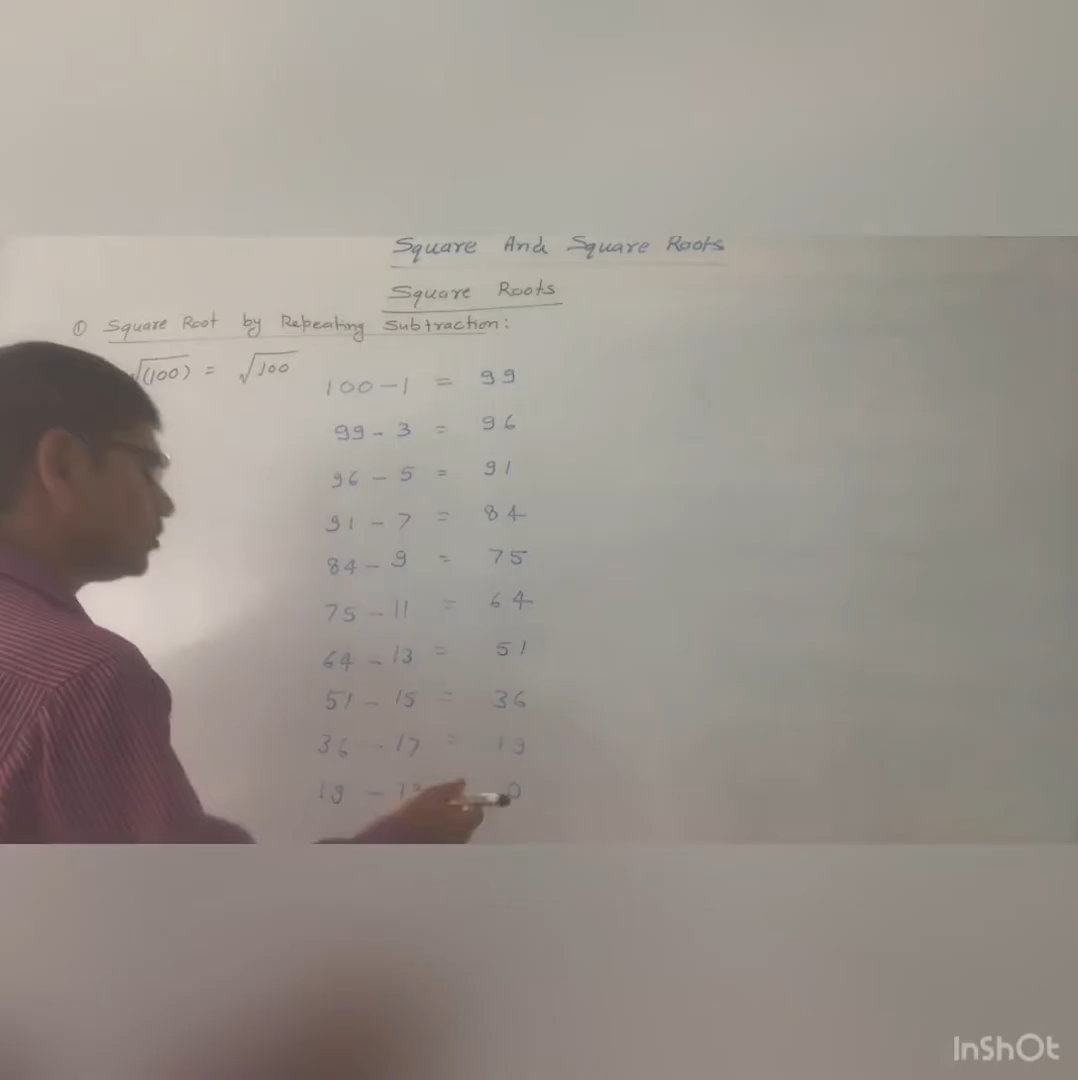 Square And Square Roots
Square Roots
① Square Root by Repeating Subtraction:
√(100) = √100
100 - 1 = 99
99 - 3 = 96
96 - 5 = 91
91 - 7 = 84
84 - 9 = 75
75 - 11 = 64
64 - 13 = 51
51 - 15 = 36
36 - 17 = 19
19 - 0
InShOt